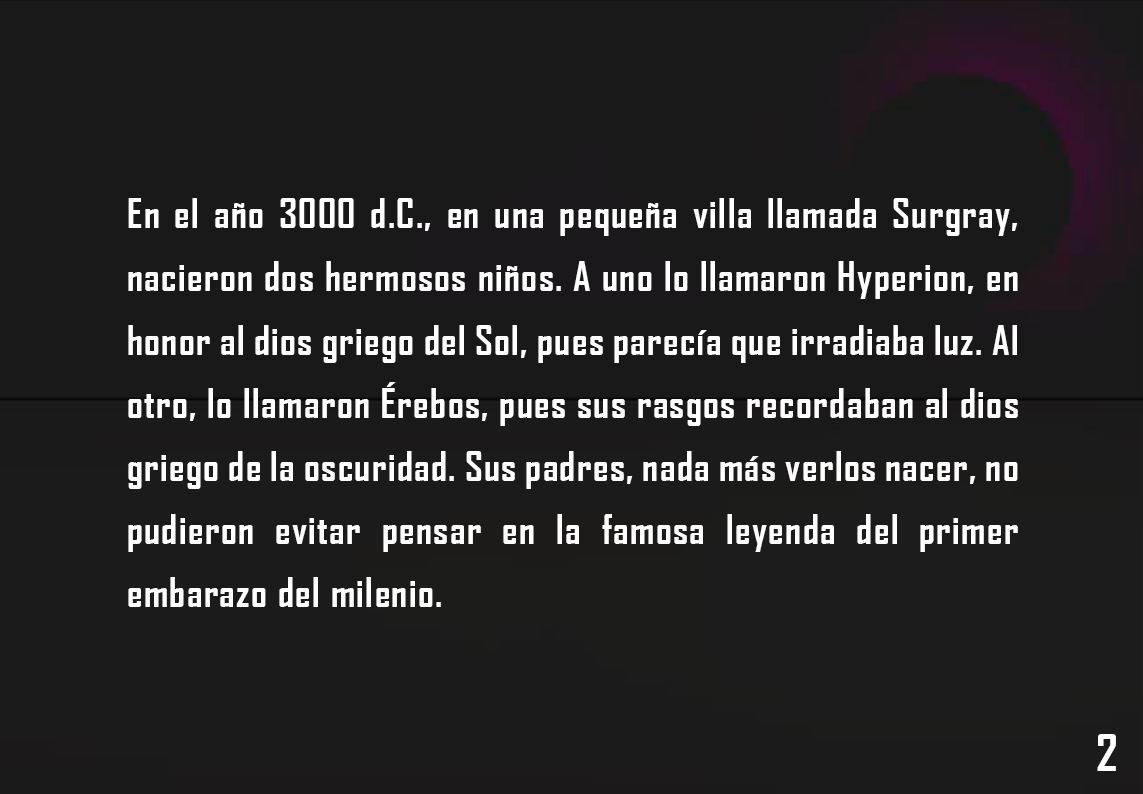 En el año 3000 d.C., en una pequeña villa llamada Surgray,
nacieron dos hermosos niños. A uno lo llamaron Hyperion, en
honor al dios griego del Sol, pues parecía que irradiaba luz. Al
otro, lo llamaron Érebos, pues sus rasgos recordaban al dios
griego de la oscuridad. Sus padres, nada más verlos nacer, no
pudieron evitar pensar en la famosa leyenda del primer
embarazo del milenio.
2